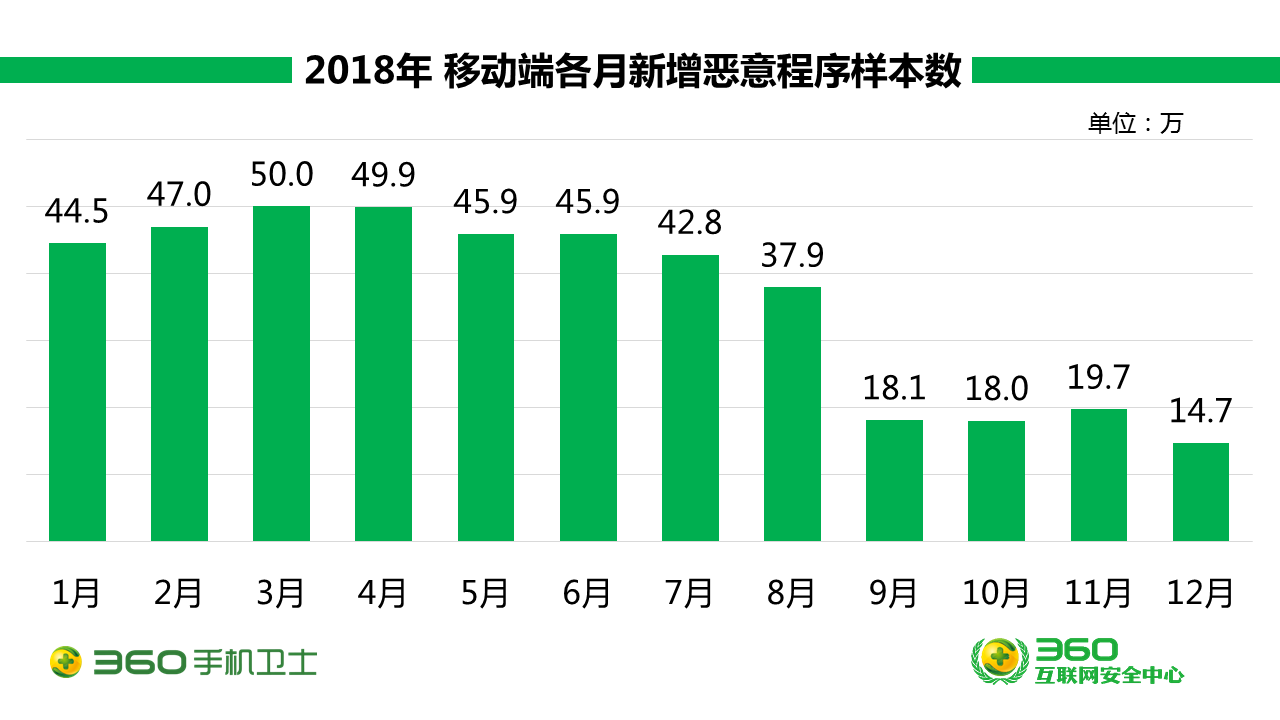 2018年 移动端各月新增恶意程序样本数
单位：万
44.5 47.0 50.0 49.9 45.9 45.9 42.8 37.9 18.1 18.0 19.7 14.7
1月 2月 3月 4月 5月 6月 7月 8月 9月 10月 11月 12月
360手机卫士
360
互联网安全中心